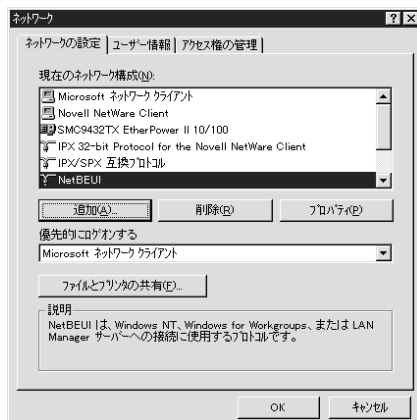 ネットワーク
ネットワークの設定 ユーザー情報 アクセス権の管理
現在のネットワーク構成(N):
Microsoft ネットワーク クライアント
Novell NetWare Client
SMC9432TX EtherPower II 10/100
IPX 32-bit Protocol for the Novell NetWare Client
IPX/SPX 互換プロトコル
NetBEUI
追加(A)... 削除(R) プロパティ(P)
優先的にログオンする
Microsoft ネットワーク クライアント
ファイルとプリンタの共有(F)...
説明
NetBEUI は、Windows NT、Windows for Workgroups、または LAN
Manager サーバーへの接続に使用するプロトコルです。
OK キャンセル